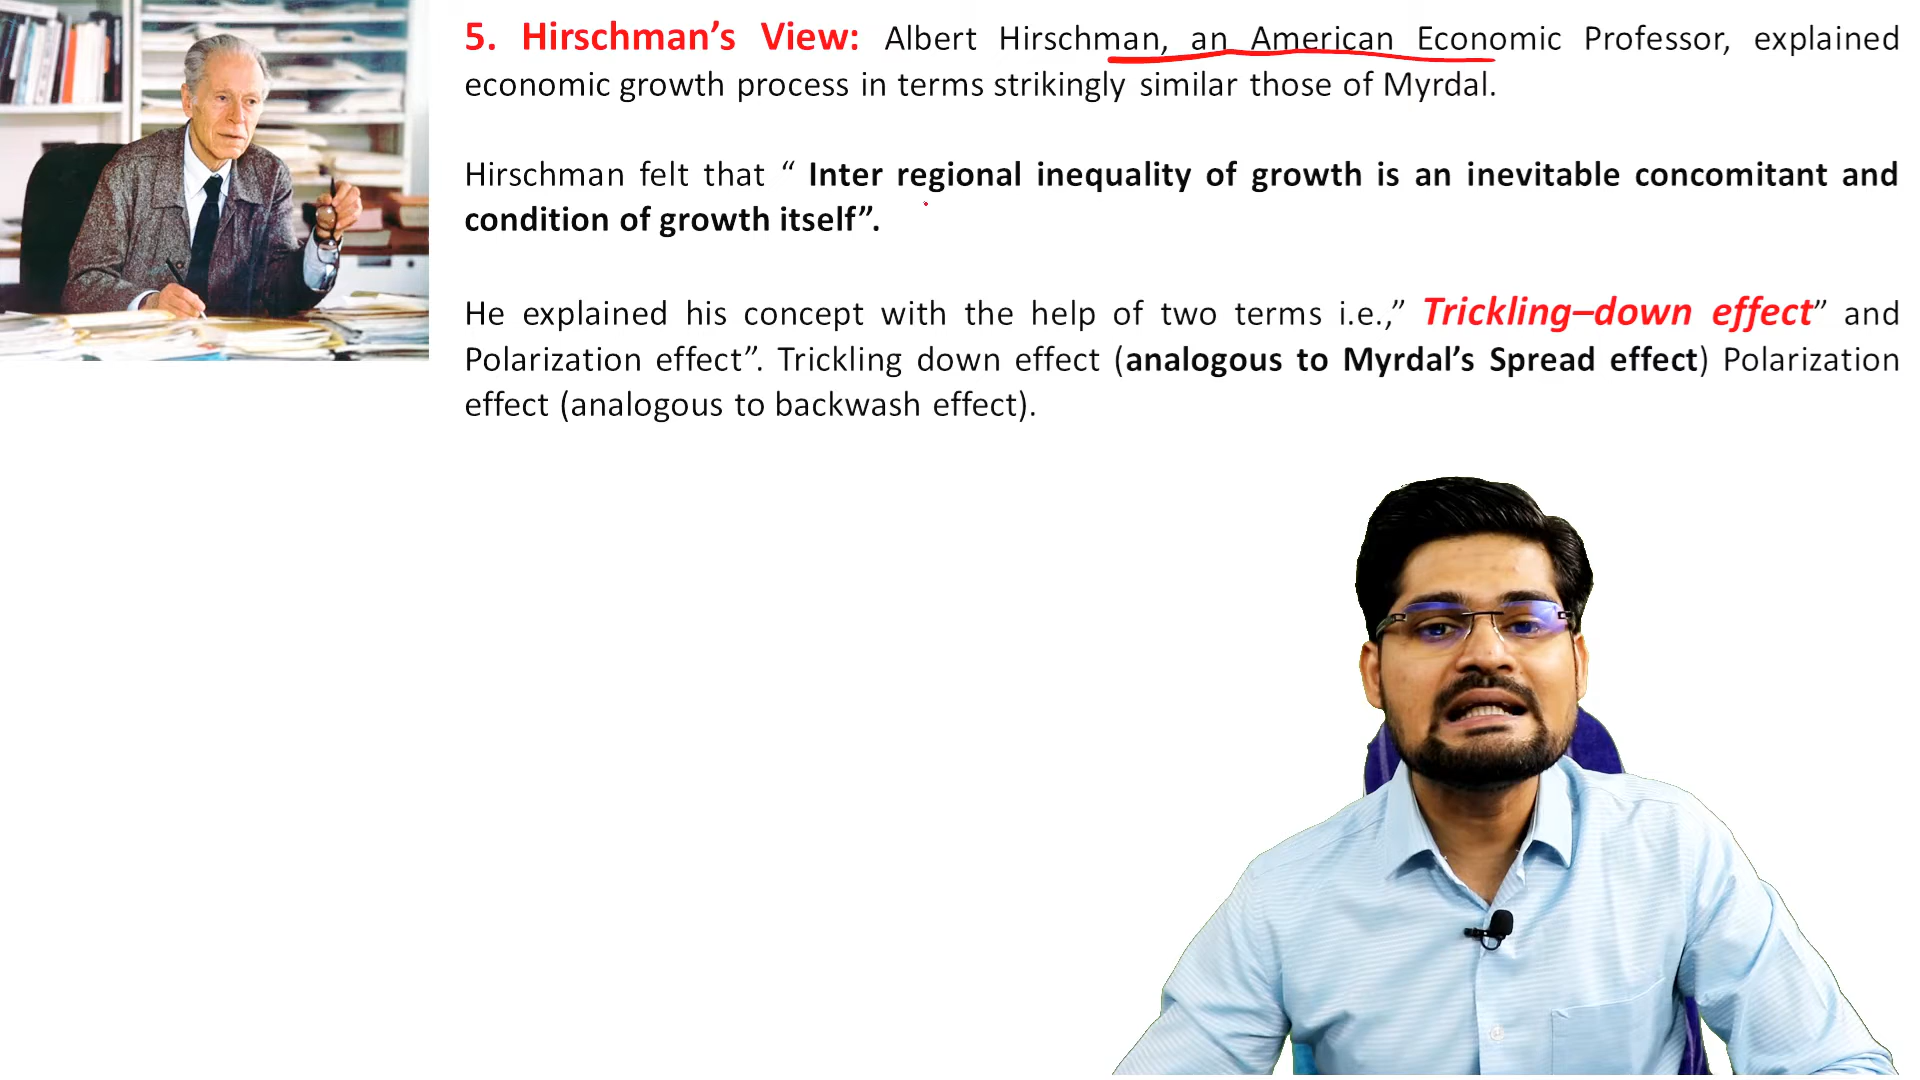 5. Hirschman’s View: Albert Hirschman, an American Economic Professor, explained
economic growth process in terms strikingly similar those of Myrdal.
Hirschman felt that “ Inter regional inequality of growth is an inevitable concomitant and
condition of growth itself”.
He explained his concept with the help of two terms i.e.,” Trickling–down effect” and
Polarization effect”. Trickling down effect (analogous to Myrdal’s Spread effect) Polarization
effect (analogous to backwash effect).